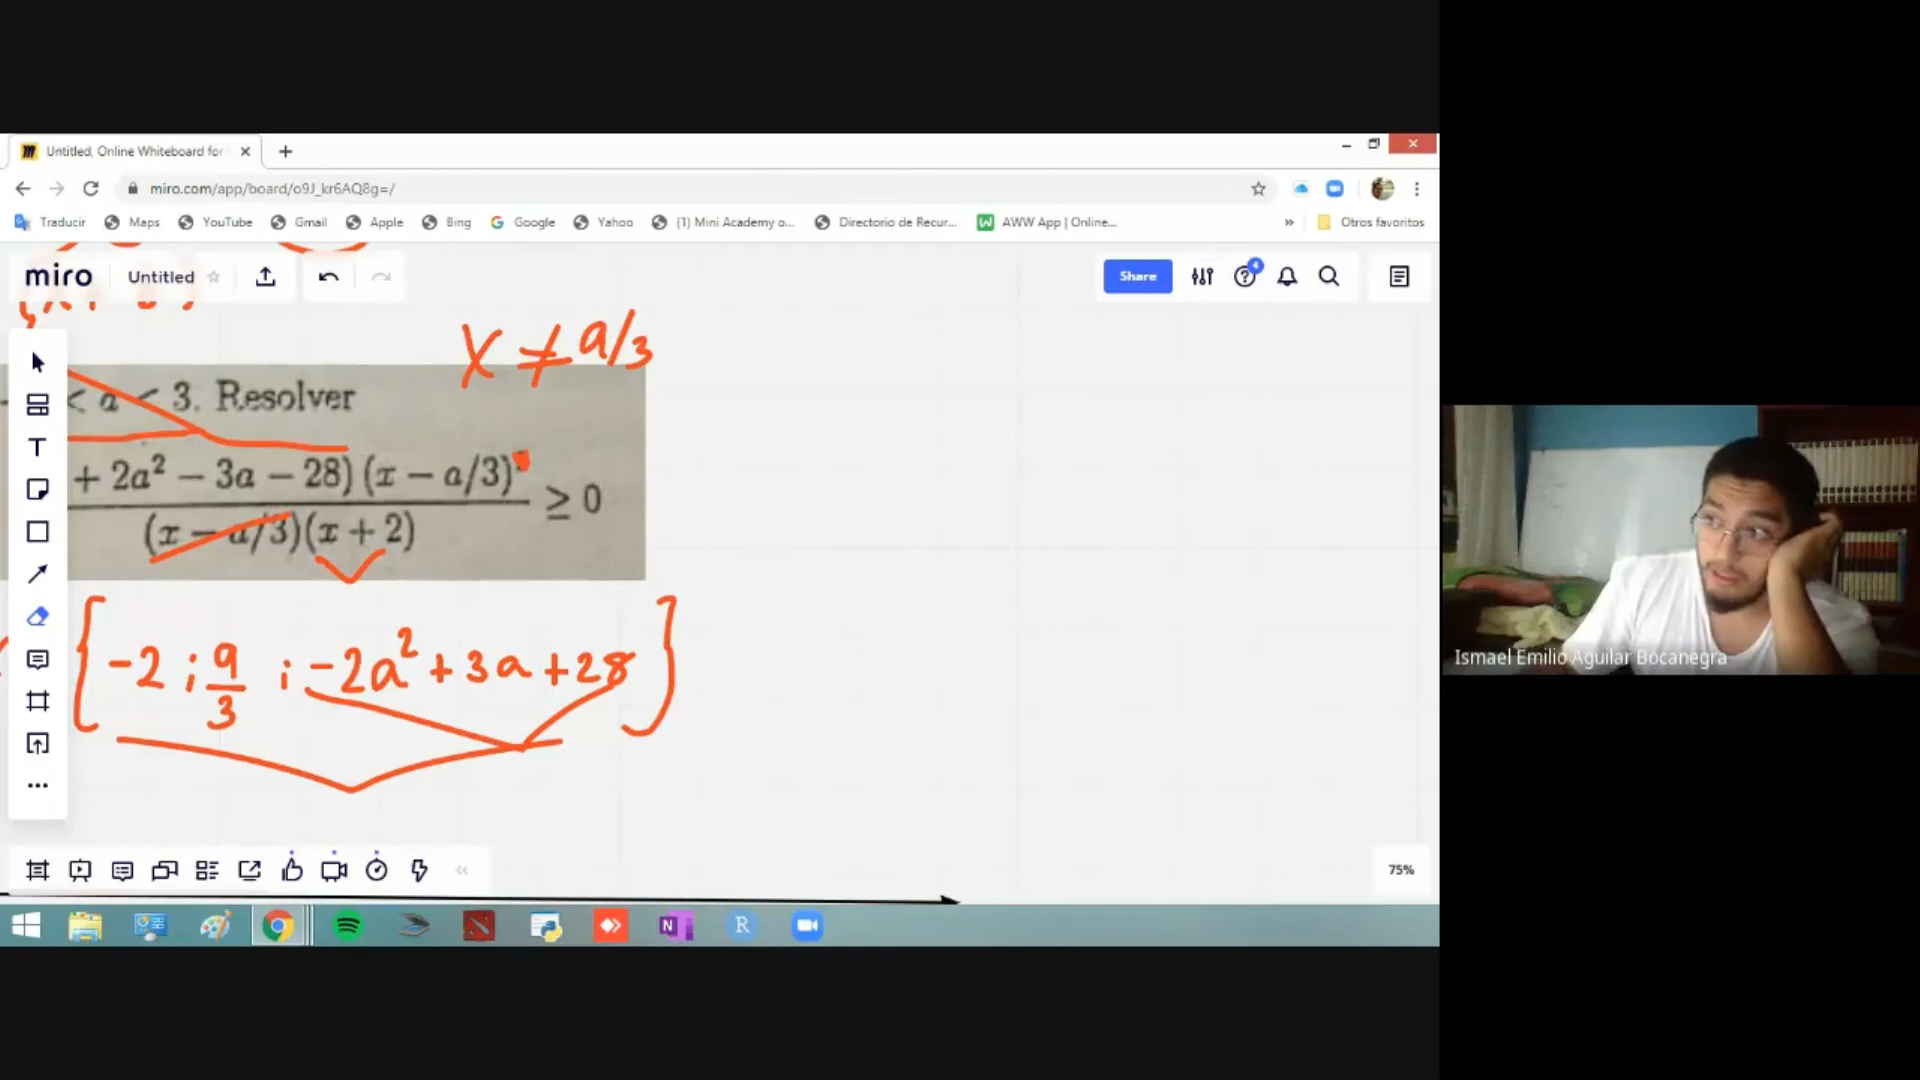 Untitled, Online Whiteboard for
miro.com/app/board/o9J_kr6AQ8g=/
Traducir Maps YouTube Gmail Apple Bing Google Yahoo (1) Mini Academy o... Directorio de Recur... AWW App | Online... » Otros favoritos
miro Untitled Share 4
x ≠ a/3
< a < 3. Resolver
+ 2a² − 3a − 28) (x − a/3)
≥ 0
(x − a/3)(x + 2)
{ -2 ; a/3 ; -2a² + 3a + 28 }
Ismael Emilio Aguilar Bocanegra
75%